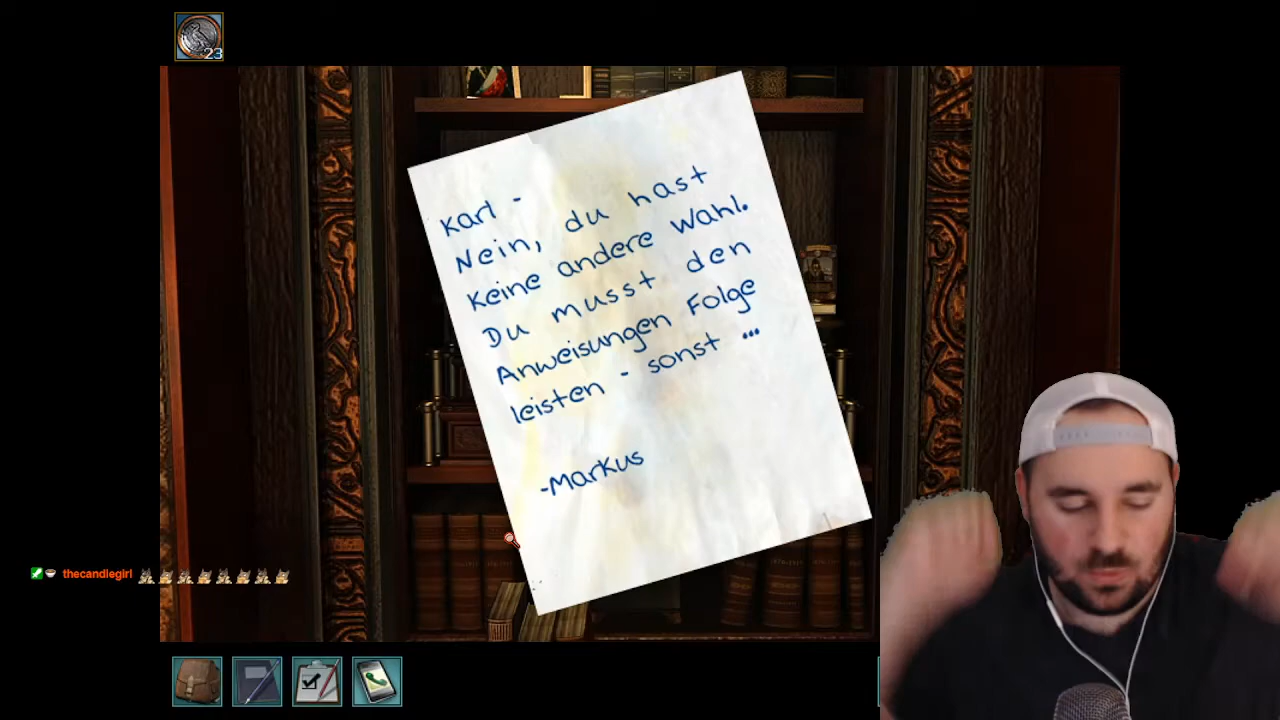 23
Karl -
Nein, du hast
keine andere Wahl.
Du musst den
Anweisungen Folge
leisten - sonst ...
-Markus
thecandlegirl